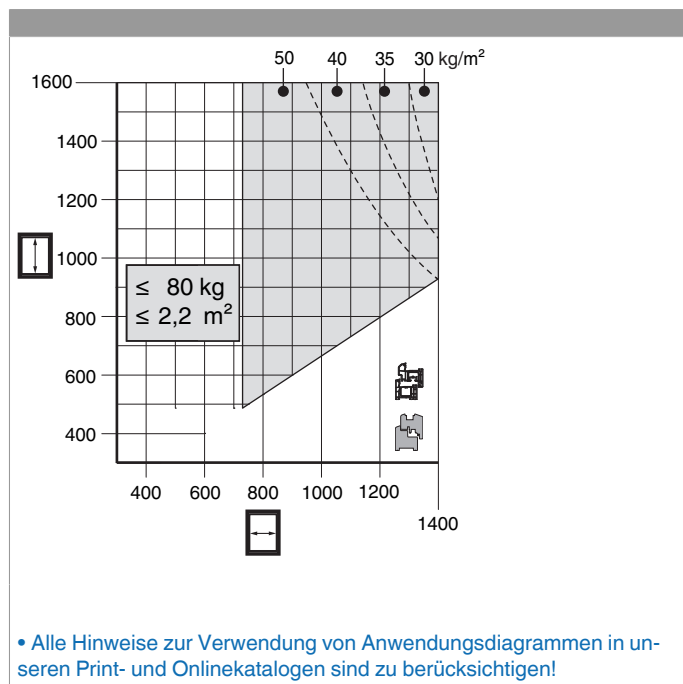 50 40 35 30 kg/m²
1600
1400
1200
1000
≤ 80 kg
≤ 2,2 m²
800
600
400
400 600 800 1000 1200
1400
• Alle Hinweise zur Verwendung von Anwendungsdiagrammen in un-
seren Print- und Onlinekatalogen sind zu berücksichtigen!